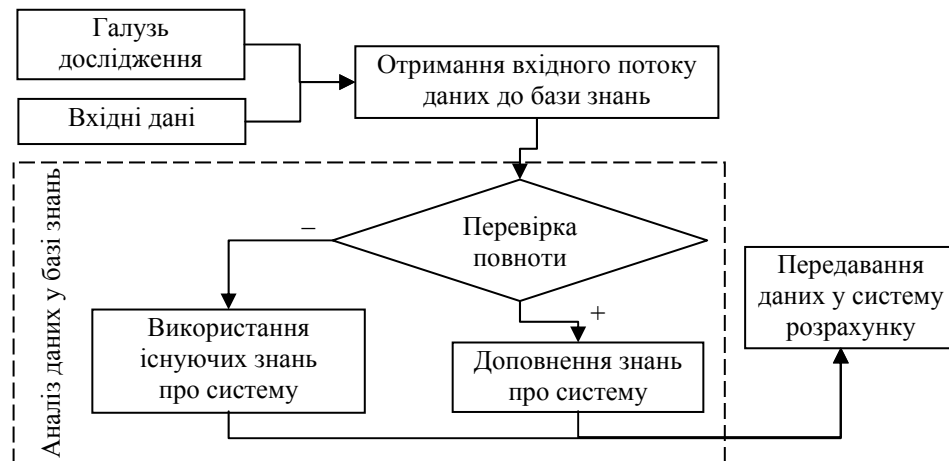 Галузь
дослідження
Вхідні дані
Отримання вхідного потоку
даних до бази знань
Аналіз даних у базі знань
Перевірка
повноти
–
+
Використання
існуючих знань
про систему
Доповнення знань
про систему
Передавання
даних у систему
розрахунку